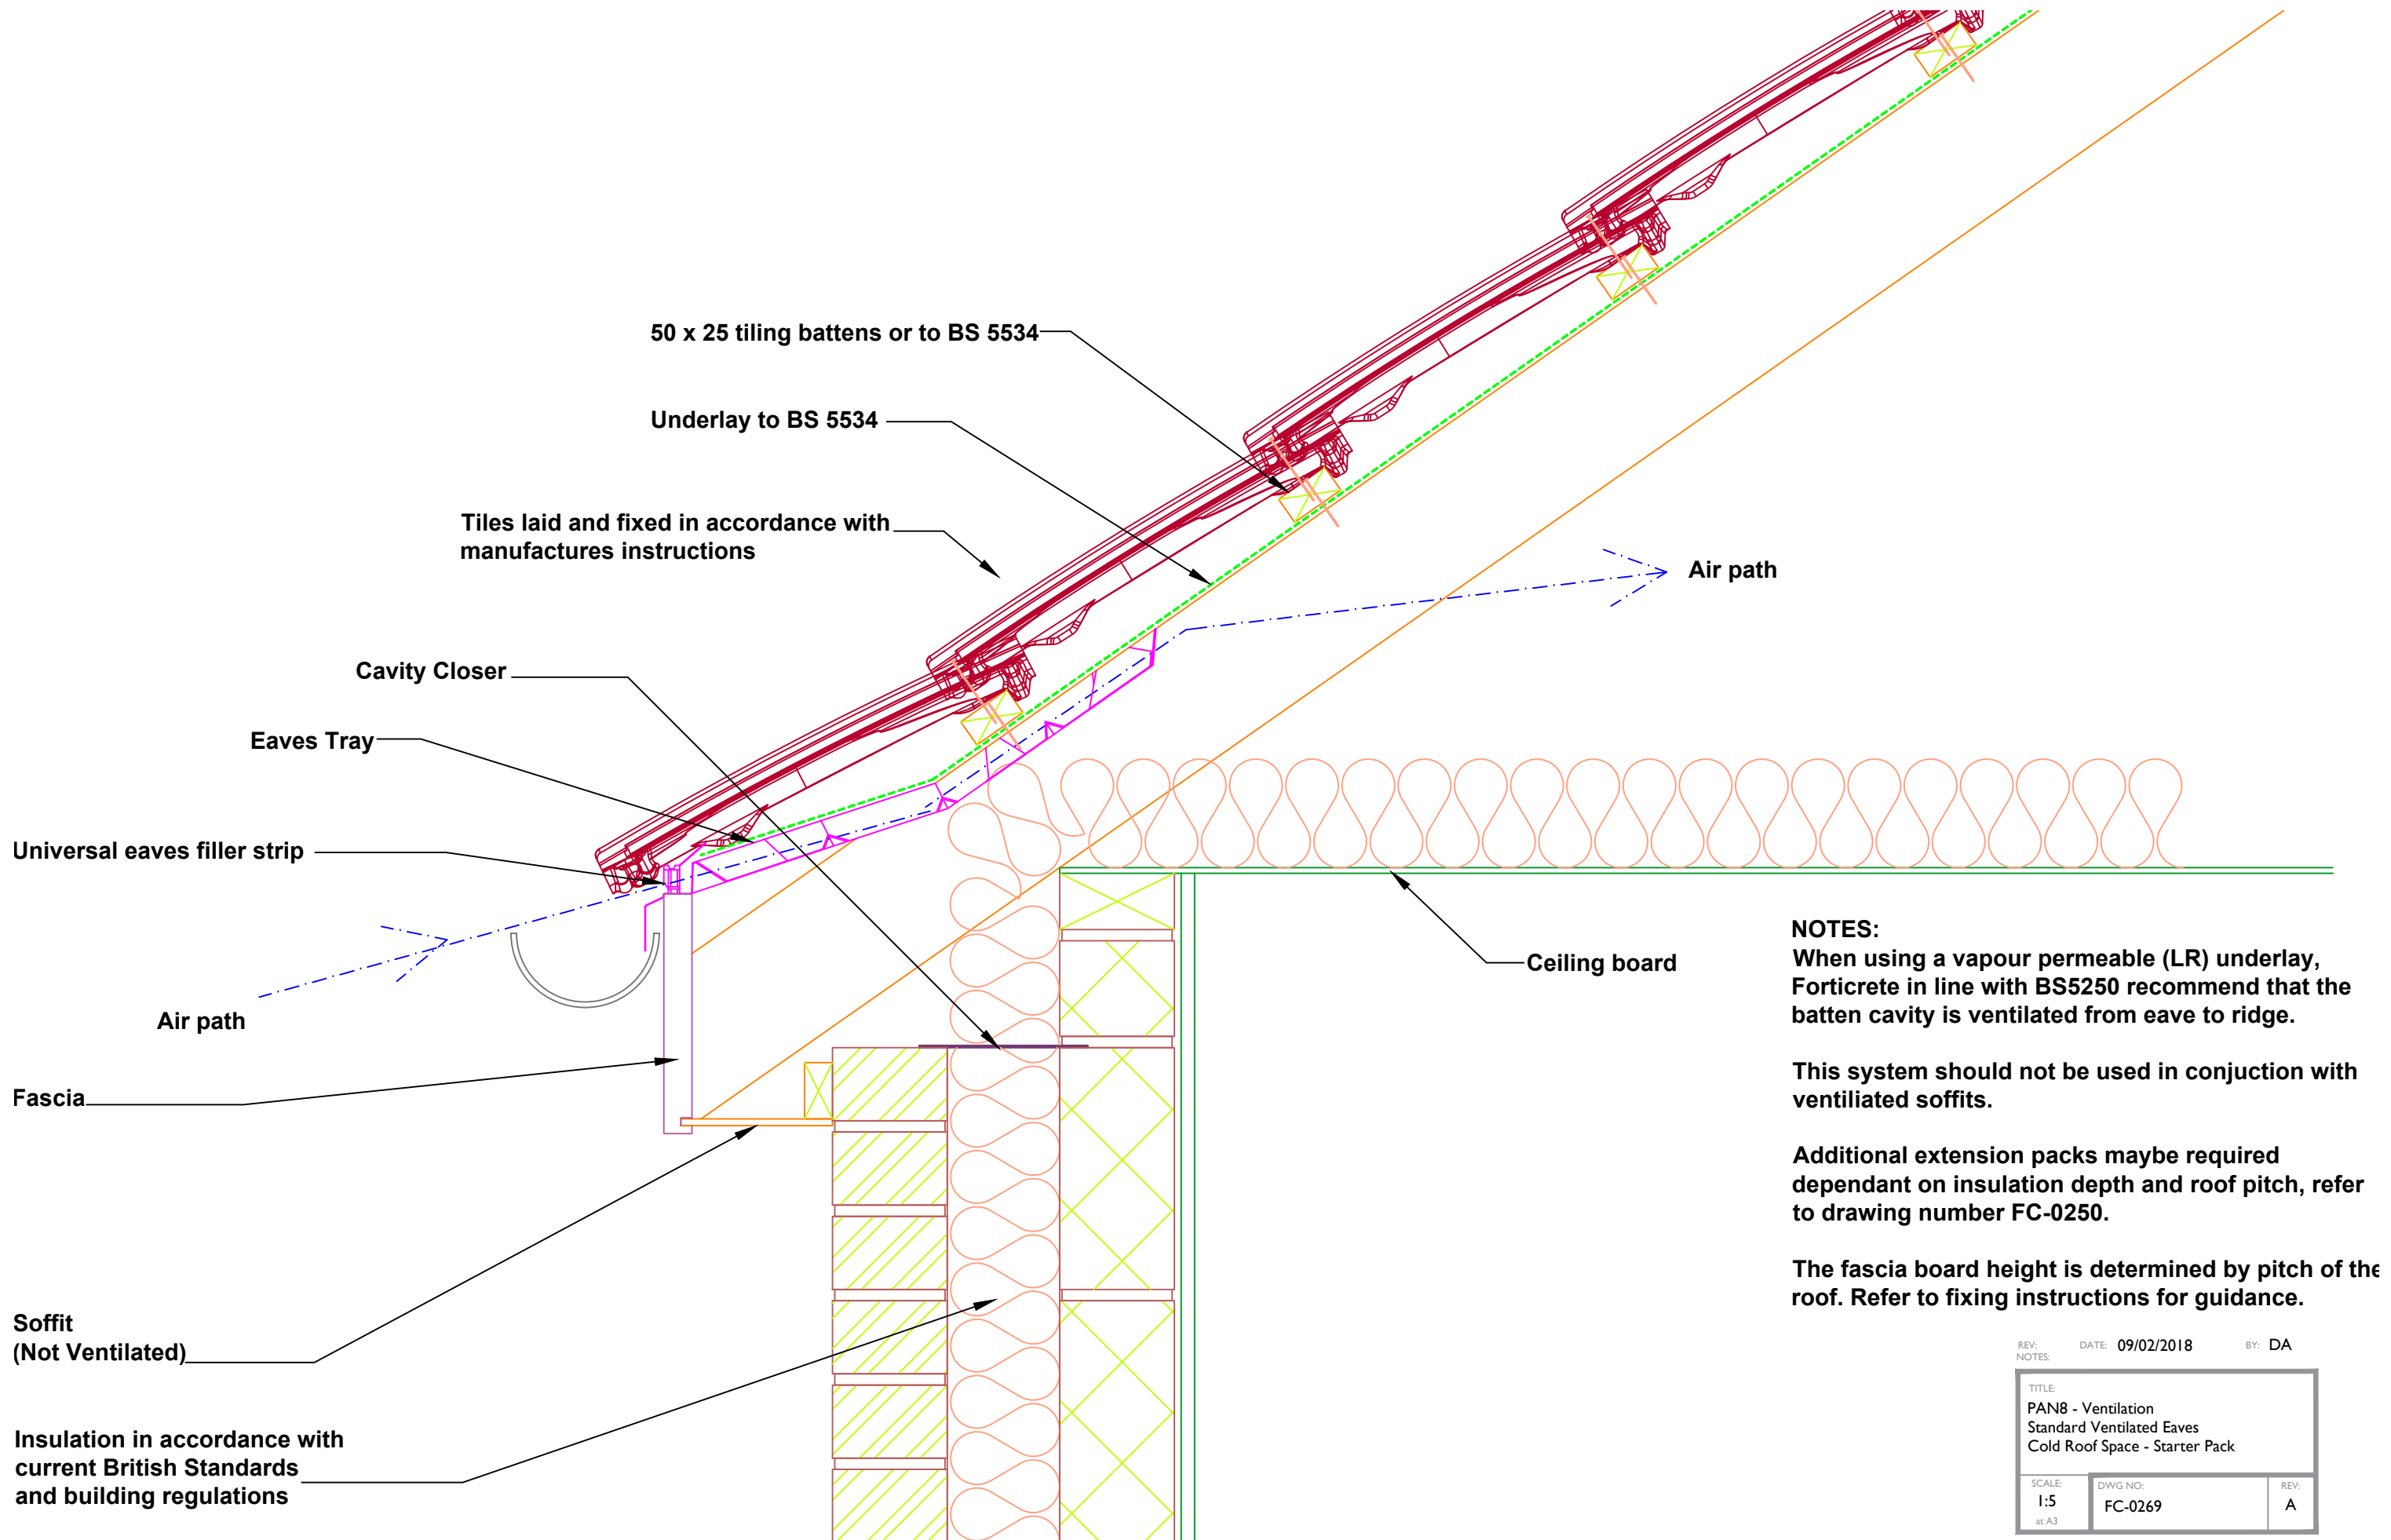 50 x 25 tiling battens or to BS 5534
Underlay to BS 5534
Tiles laid and fixed in accordance with
manufactures instructions
Air path
Cavity Closer
Eaves Tray
Universal eaves filler strip
Air path
Fascia
Soffit
(Not Ventilated)
Insulation in accordance with
current British Standards
and building regulations
Ceiling board
NOTES:
When using a vapour permeable (LR) underlay,
Forticrete in line with BS5250 recommend that the
batten cavity is ventilated from eave to ridge.
This system should not be used in conjuction with
ventiliated soffits.
Additional extension packs maybe required
dependant on insulation depth and roof pitch, refer
to drawing number FC-0250.
The fascia board height is determined by pitch of the
roof. Refer to fixing instructions for guidance.
REV: DATE: 09/02/2018 BY: DA
NOTES:
TITLE:
PAN8 - Ventilation
Standard Ventilated Eaves
Cold Roof Space - Starter Pack
SCALE: DWG NO: REV:
1:5 FC-0269 A
at A3